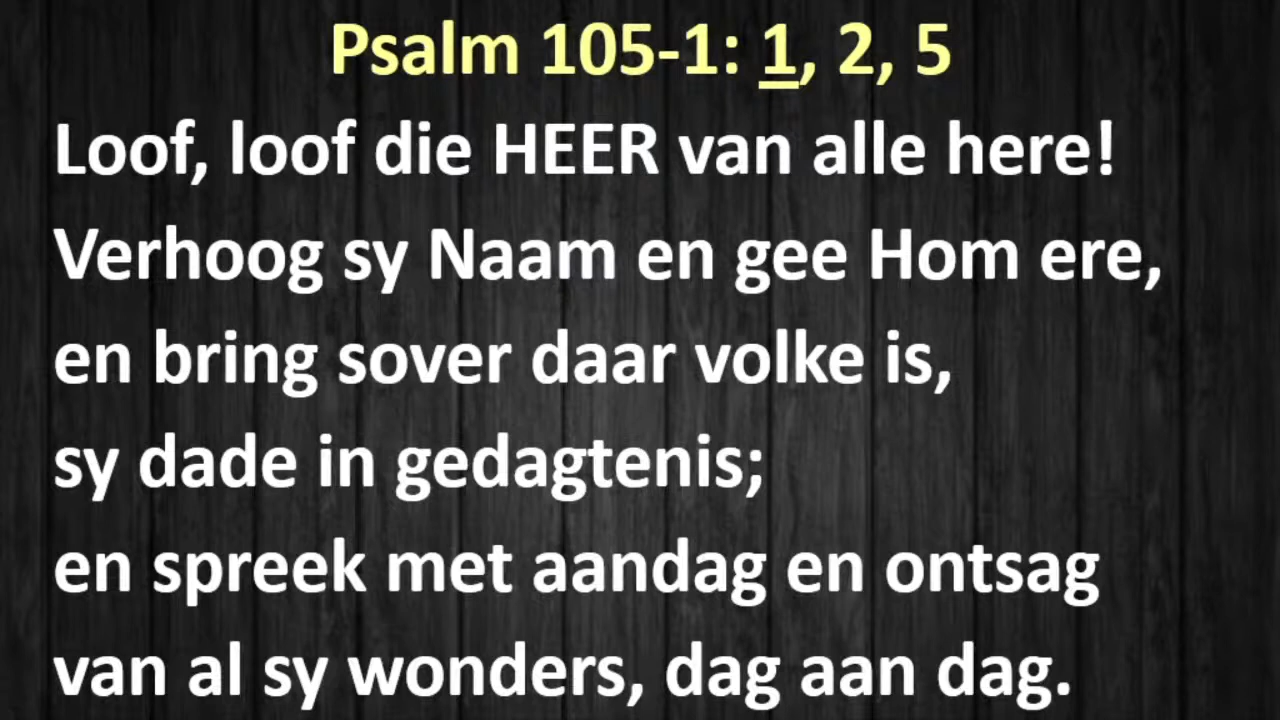 Psalm 105-1: 1, 2, 5
Loof, loof die HEER van alle here!
Verhoog sy Naam en gee Hom ere,
en bring sover daar volke is,
sy dade in gedagtenis;
en spreek met aandag en ontsag
van al sy wonders, dag aan dag.